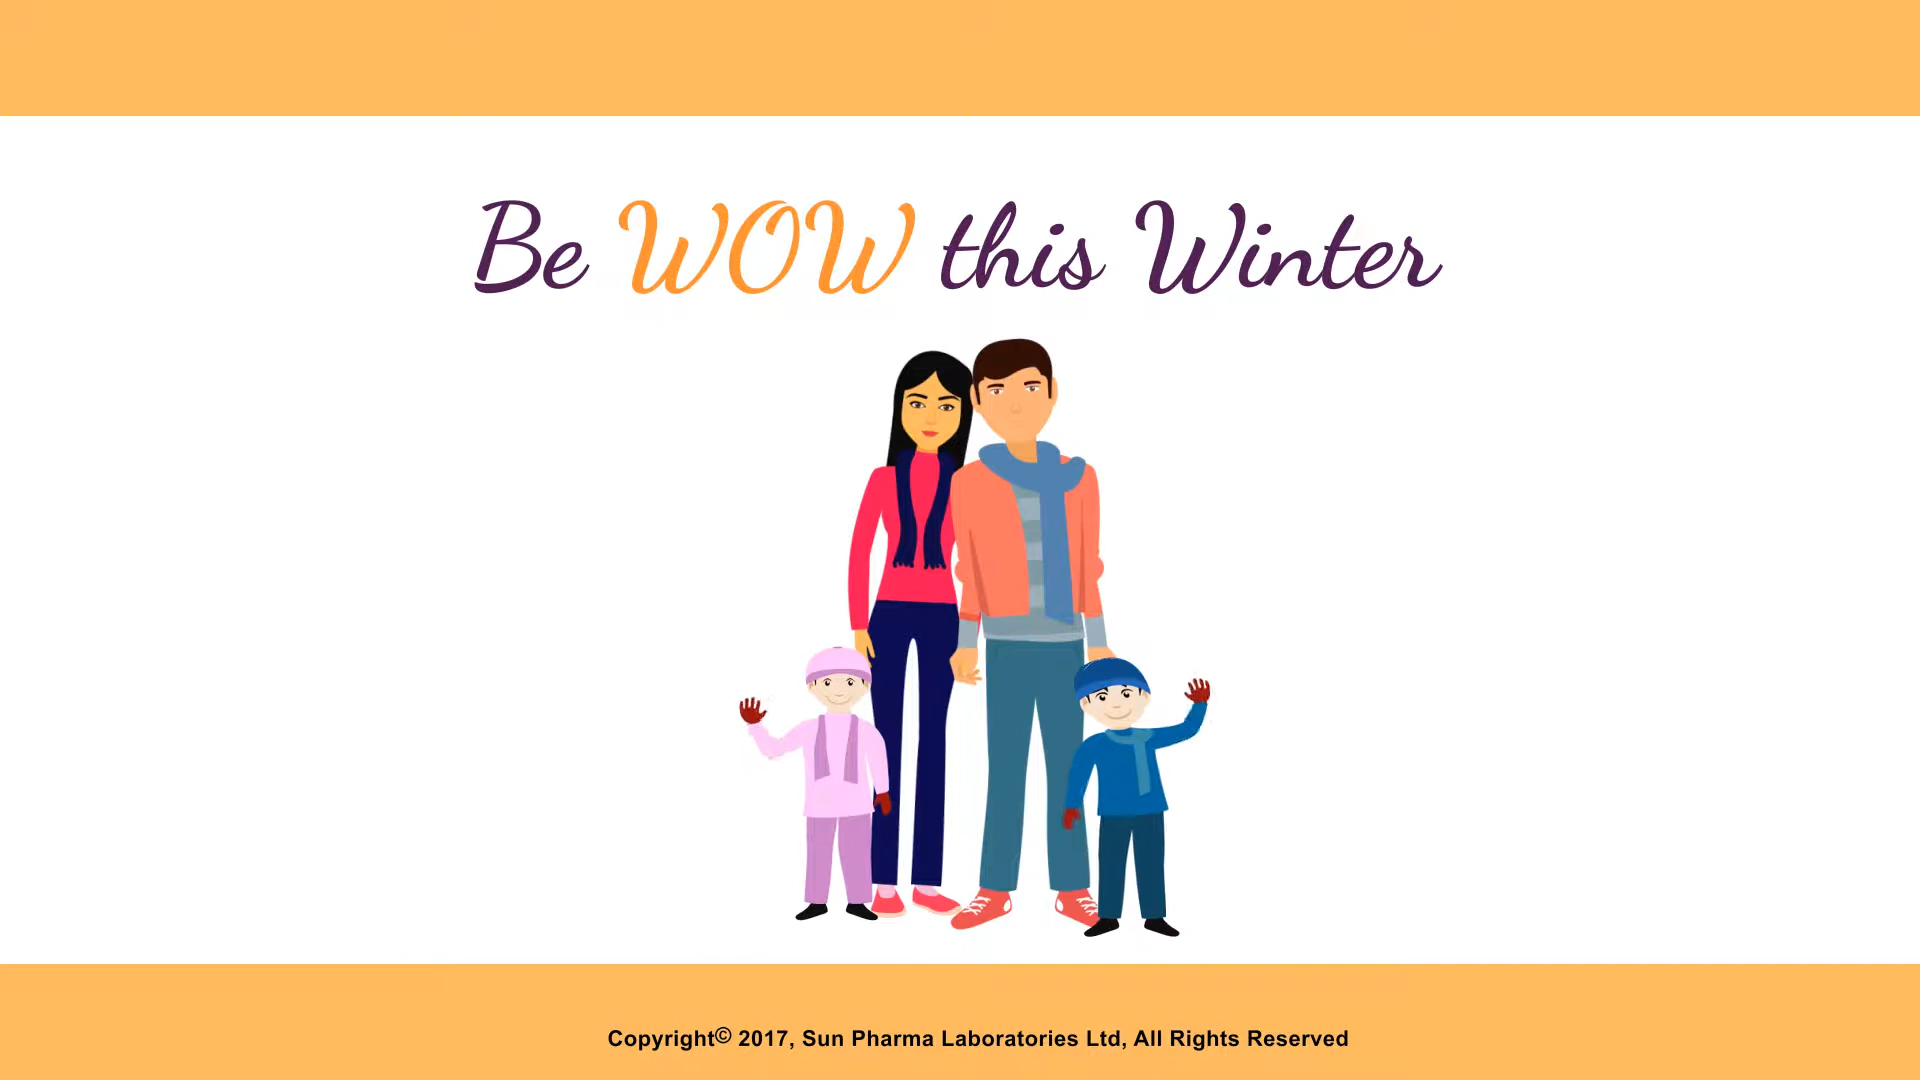 Be WOW this Winter
Copyright© 2017, Sun Pharma Laboratories Ltd, All Rights Reserved